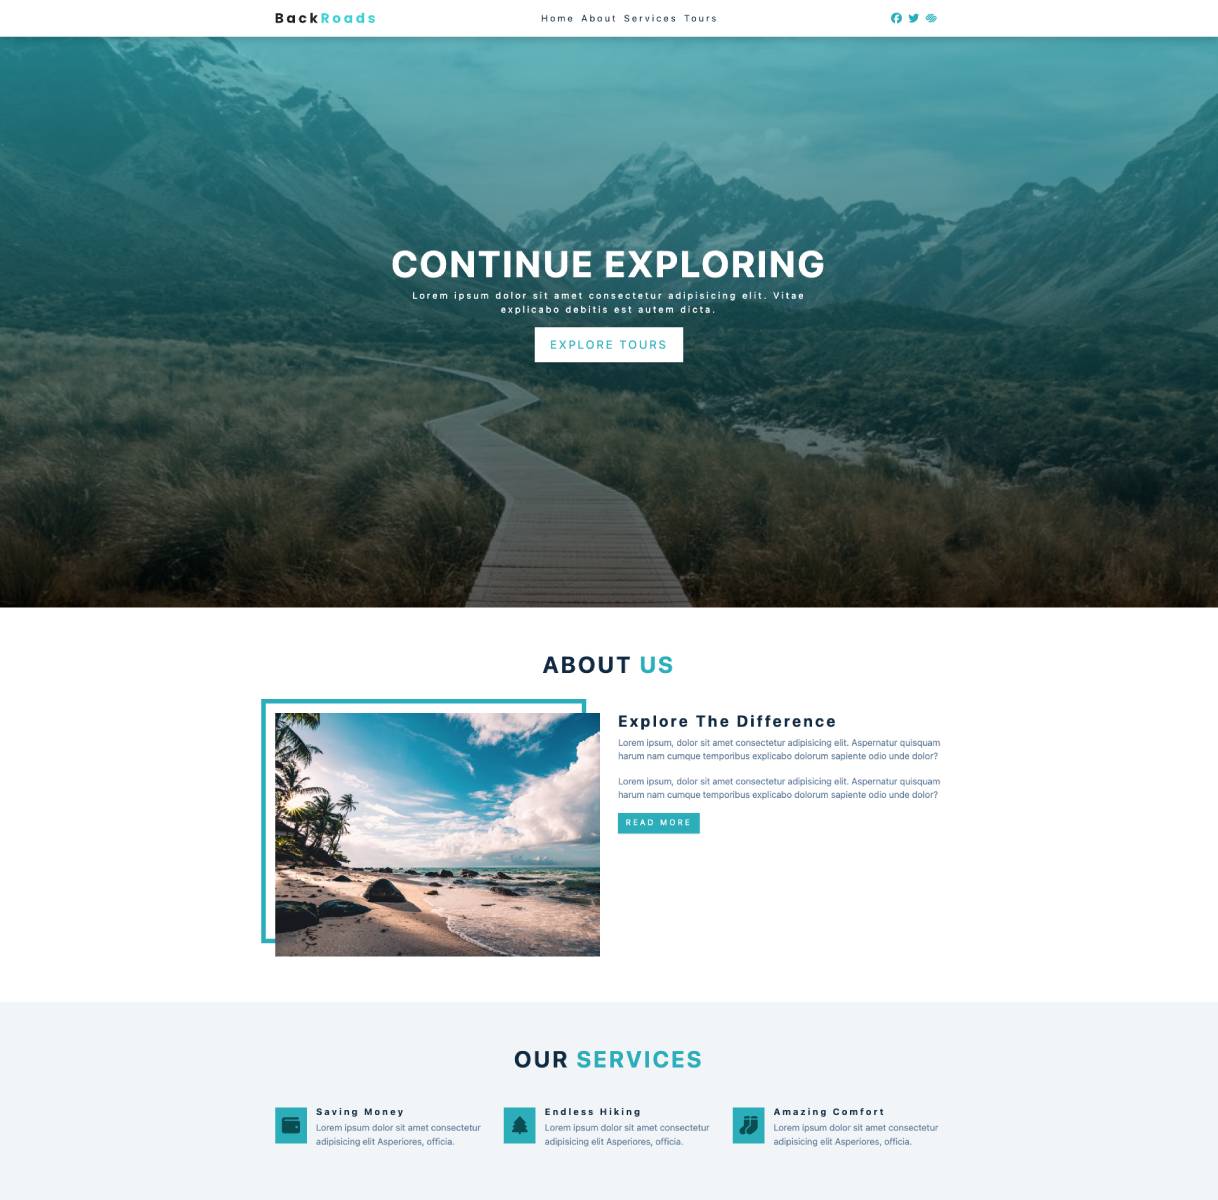 BackRoads
Home About Services Tours
CONTINUE EXPLORING
Lorem ipsum dolor sit amet consectetur adipisicing elit. Vitae
explicabo debitis est autem dicta.
EXPLORE TOURS
ABOUT US
Explore The Difference
Lorem ipsum, dolor sit amet consectetur adipisicing elit. Aspernatur quisquam
harum nam cumque temporibus explicabo dolorum sapiente odio unde dolor?
Lorem ipsum, dolor sit amet consectetur adipisicing elit. Aspernatur quisquam
harum nam cumque temporibus explicabo dolorum sapiente odio unde dolor?
READ MORE
OUR SERVICES
Saving Money
Lorem ipsum dolor sit amet consectetur
adipisicing elit Asperiores, officia.
Endless Hiking
Lorem ipsum dolor sit amet consectetur
adipisicing elit Asperiores, officia.
Amazing Comfort
Lorem ipsum dolor sit amet consectetur
adipisicing elit Asperiores, officia.